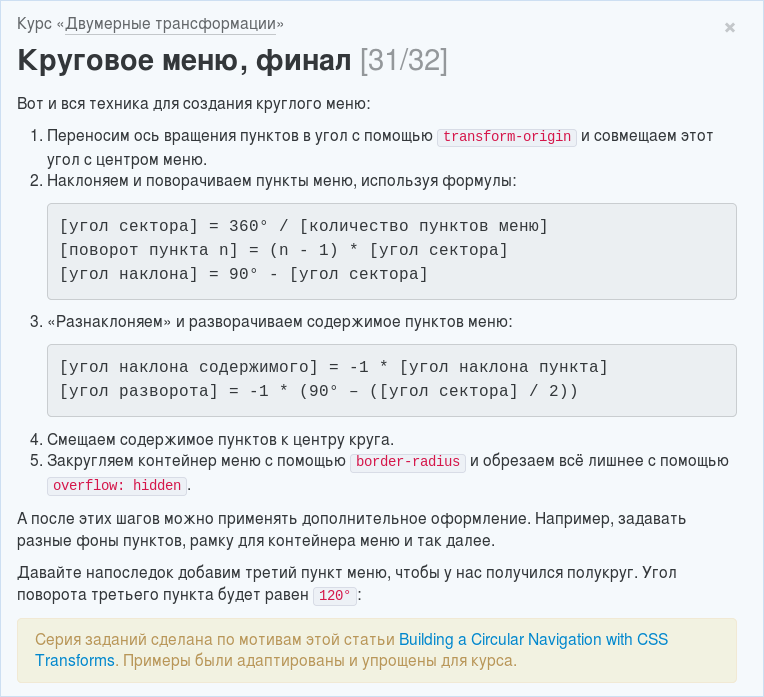 Курс «Двумерные трансформации»
×
Круговое меню, финал [31/32]
Вот и вся техника для создания круглого меню:
1. Переносим ось вращения пунктов в угол с помощью transform-origin и совмещаем этот
угол с центром меню.
2. Наклоняем и поворачиваем пункты меню, используя формулы:
[угол сектора] = 360° / [количество пунктов меню]
[поворот пункта n] = (n - 1) * [угол сектора]
[угол наклона] = 90° - [угол сектора]
3. «Разнаклоняем» и разворачиваем содержимое пунктов меню:
[угол наклона содержимого] = -1 * [угол наклона пункта]
[угол разворота] = -1 * (90° – ([угол сектора] / 2))
4. Смещаем содержимое пунктов к центру круга.
5. Закругляем контейнер меню с помощью border-radius и обрезаем всё лишнее с помощью
overflow: hidden.
А после этих шагов можно применять дополнительное оформление. Например, задавать
разные фоны пунктов, рамку для контейнера меню и так далее.
Давайте напоследок добавим третий пункт меню, чтобы у нас получился полукруг. Угол
поворота третьего пункта будет равен 120°:
Серия заданий сделана по мотивам этой статьи Building a Circular Navigation with CSS
Transforms. Примеры были адаптированы и упрощены для курса.